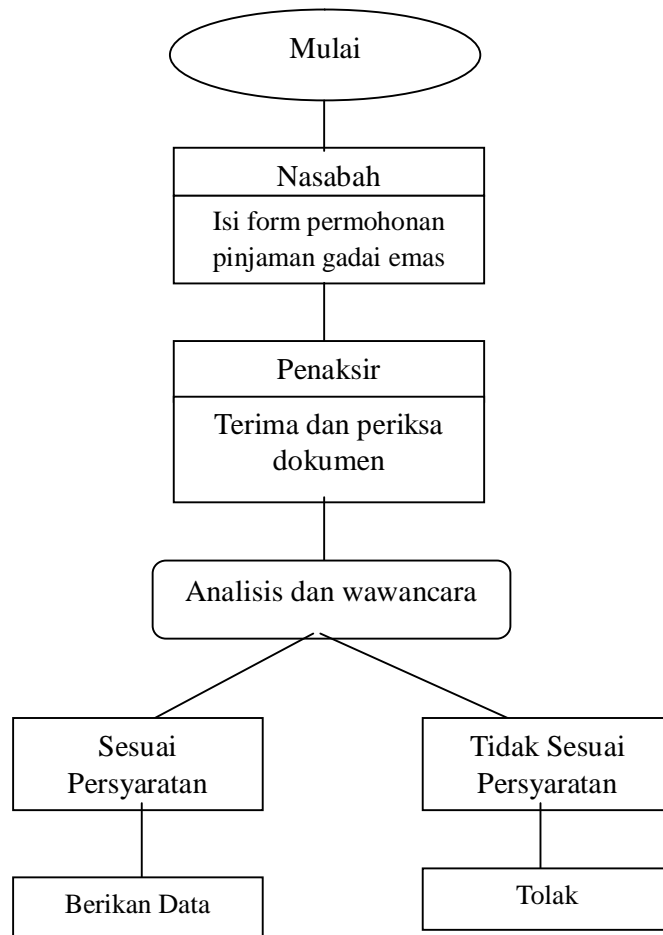 Mulai
Nasabah
Isi form permohonan
pinjaman gadai emas
Penaksir
Terima dan periksa
dokumen
Analisis dan wawancara
Sesuai
Persyaratan
Tidak Sesuai
Persyaratan
Berikan Data
Tolak